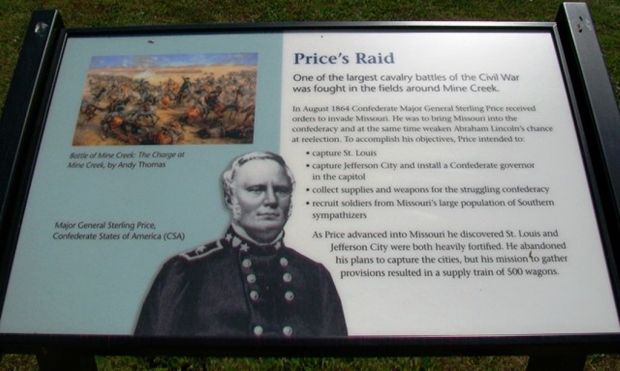 Price's Raid
One of the largest cavalry battles of the Civil War
was fought in the fields around Mine Creek.
In August 1864 Confederate Major General Sterling Price received
orders to invade Missouri. He was to bring Missouri into the
confederacy and at the same time weaken Abraham Lincoln's chance
at reelection. To accomplish his objectives, Price intended to:
• capture St. Louis
• capture Jefferson City and install a Confederate governor
in the capitol
• collect supplies and weapons for the struggling confederacy
• recruit soldiers from Missouri's large population of Southern
sympathizers
As Price advanced into Missouri he discovered St. Louis and
Jefferson City were both heavily fortified. He abandoned
his plans to capture the cities, but his mission to gather
provisions resulted in a supply train of 500 wagons.
Battle of Mine Creek: The Charge at
Mine Creek, by Andy Thomas
Major General Sterling Price,
Confederate States of America (CSA)